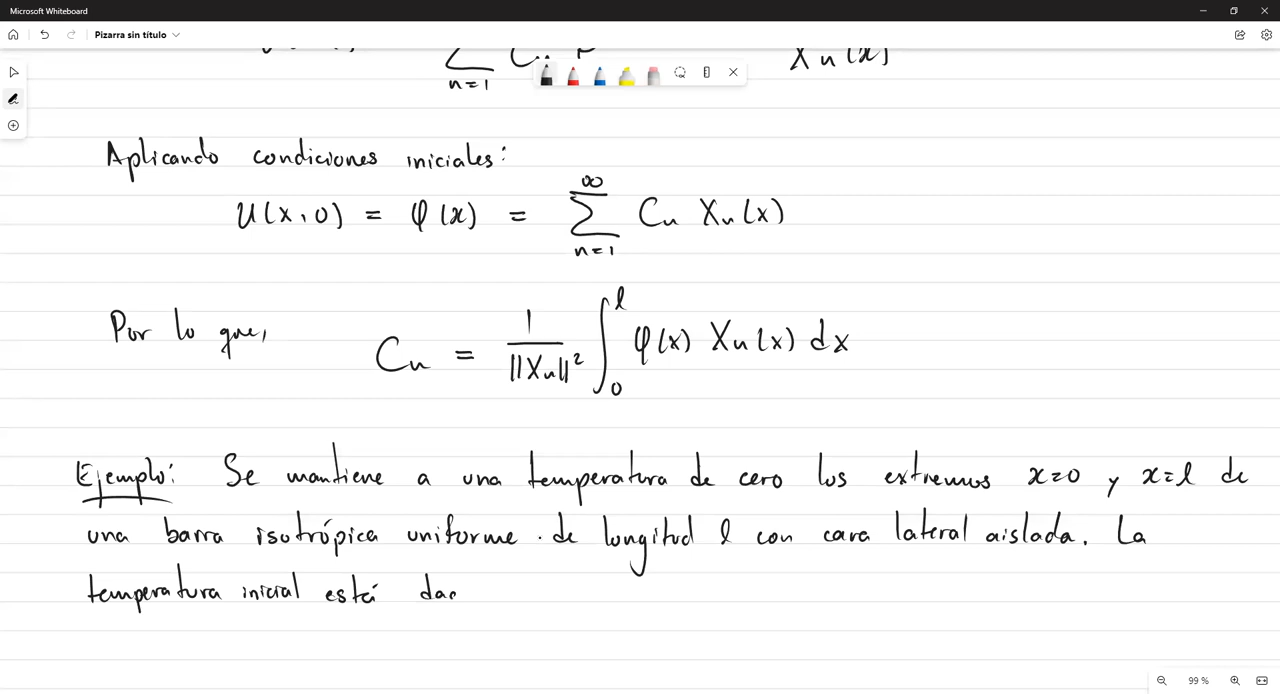 Microsoft Whiteboard
Pizarra sin título
n=1
Xn(x)
Aplicando condiciones iniciales:
u(x,0) = φ(x) = ∑_{n=1}^{∞} Cn Xn(x)
Por lo que, Cn = 1/||Xn||² ∫_0^l φ(x) Xn(x) dx
Ejemplo: Se mantiene a una temperatura de cero los extremos x=0 y x=l de
una barra isotrópica uniforme. de longitud l con cara lateral aislada. La
temperatura inicial está dac
99 %